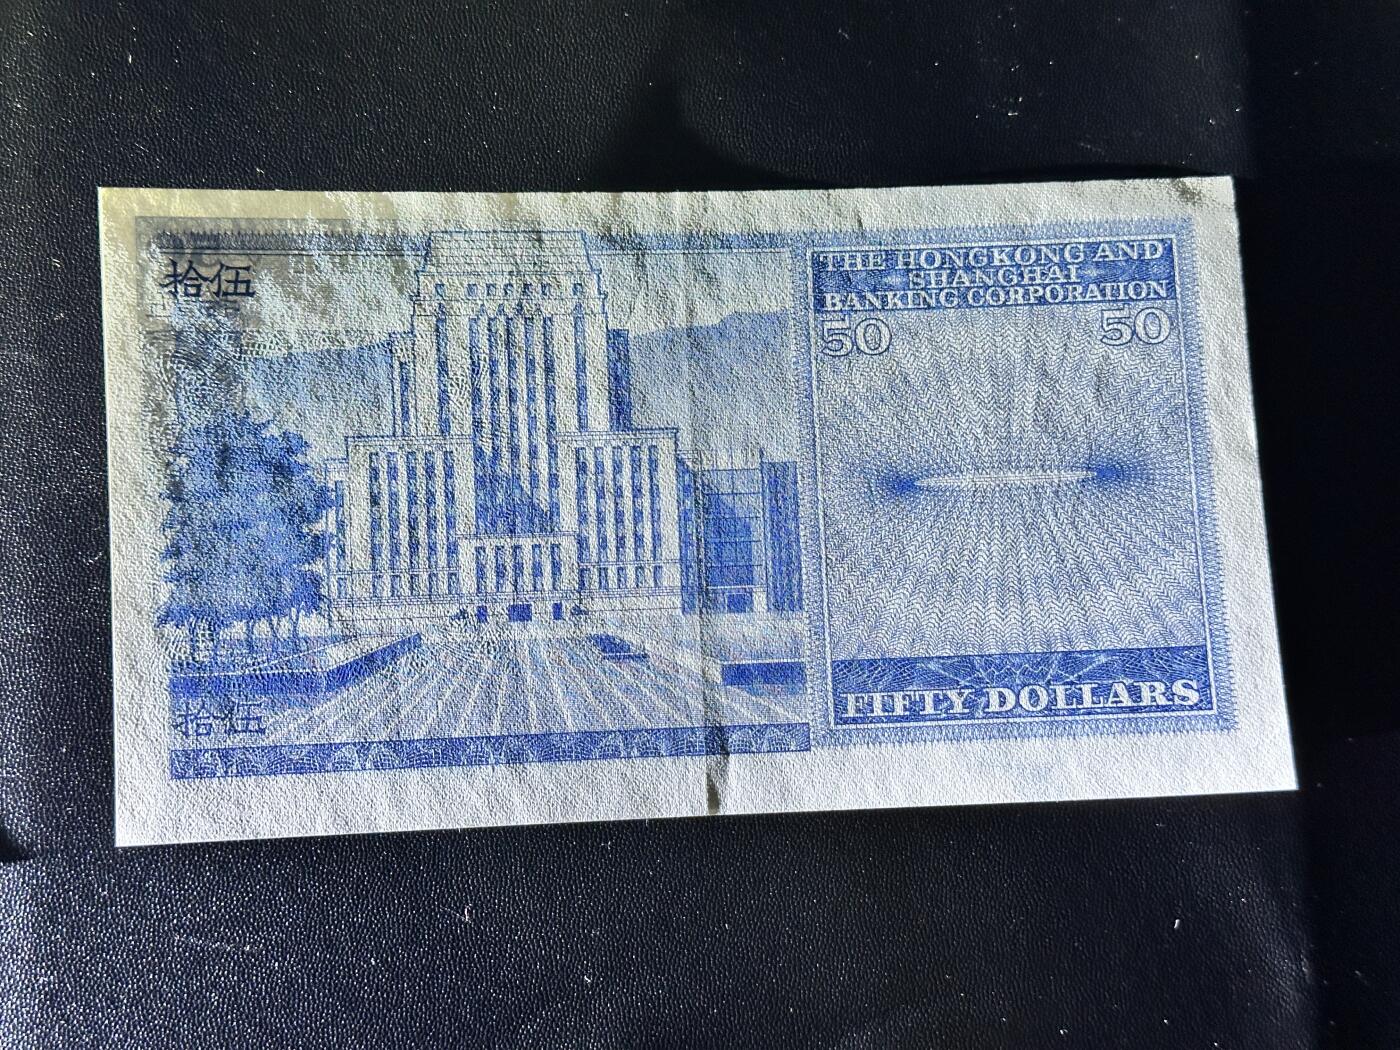 拾伍
THE HONGKONG AND
SHANGHAI
BANKING CORPORATION
50 50
拾伍
FIFTY DOLLARS